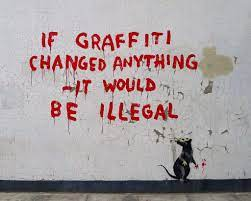 IF GRAFFITI
CHANGED ANYTHING
-IT WOULD
BE ILLEGAL